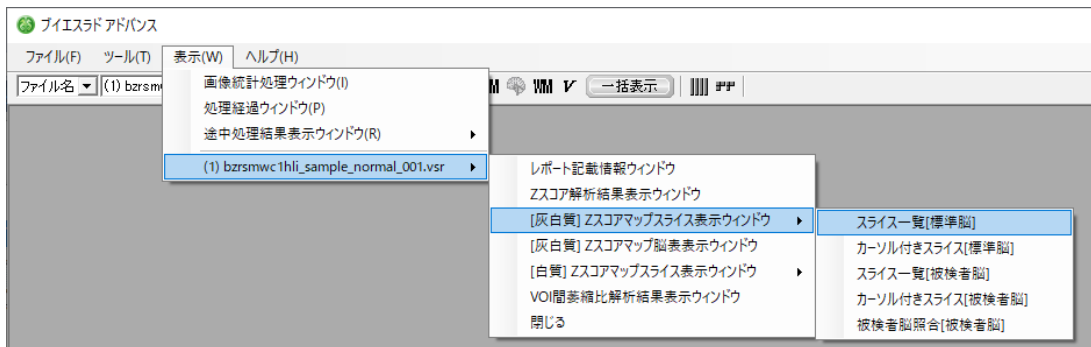 ブイエスラド アドバンス
ファイル(F) ツール(T) 表示(W) ヘルプ(H)
ファイル名 (1) bzrsm WM V 一括表示
画像統計処理ウィンドウ(I)
処理経過ウィンドウ(P)
途中処理結果表示ウィンドウ(R)
(1) bzrsmwc1hli_sample_normal_001.vsr
レポート記載情報ウィンドウ
Zスコア解析結果表示ウィンドウ
[灰白質] Zスコアマップスライス表示ウィンドウ
[灰白質] Zスコアマップ脳表表示ウィンドウ
[白質] Zスコアマップスライス表示ウィンドウ
VOI間萎縮比解析結果表示ウィンドウ
閉じる
スライス一覧[標準脳]
カーソル付きスライス[標準脳]
スライス一覧[被検者脳]
カーソル付きスライス[被検者脳]
被検者脳照合[被検者脳]